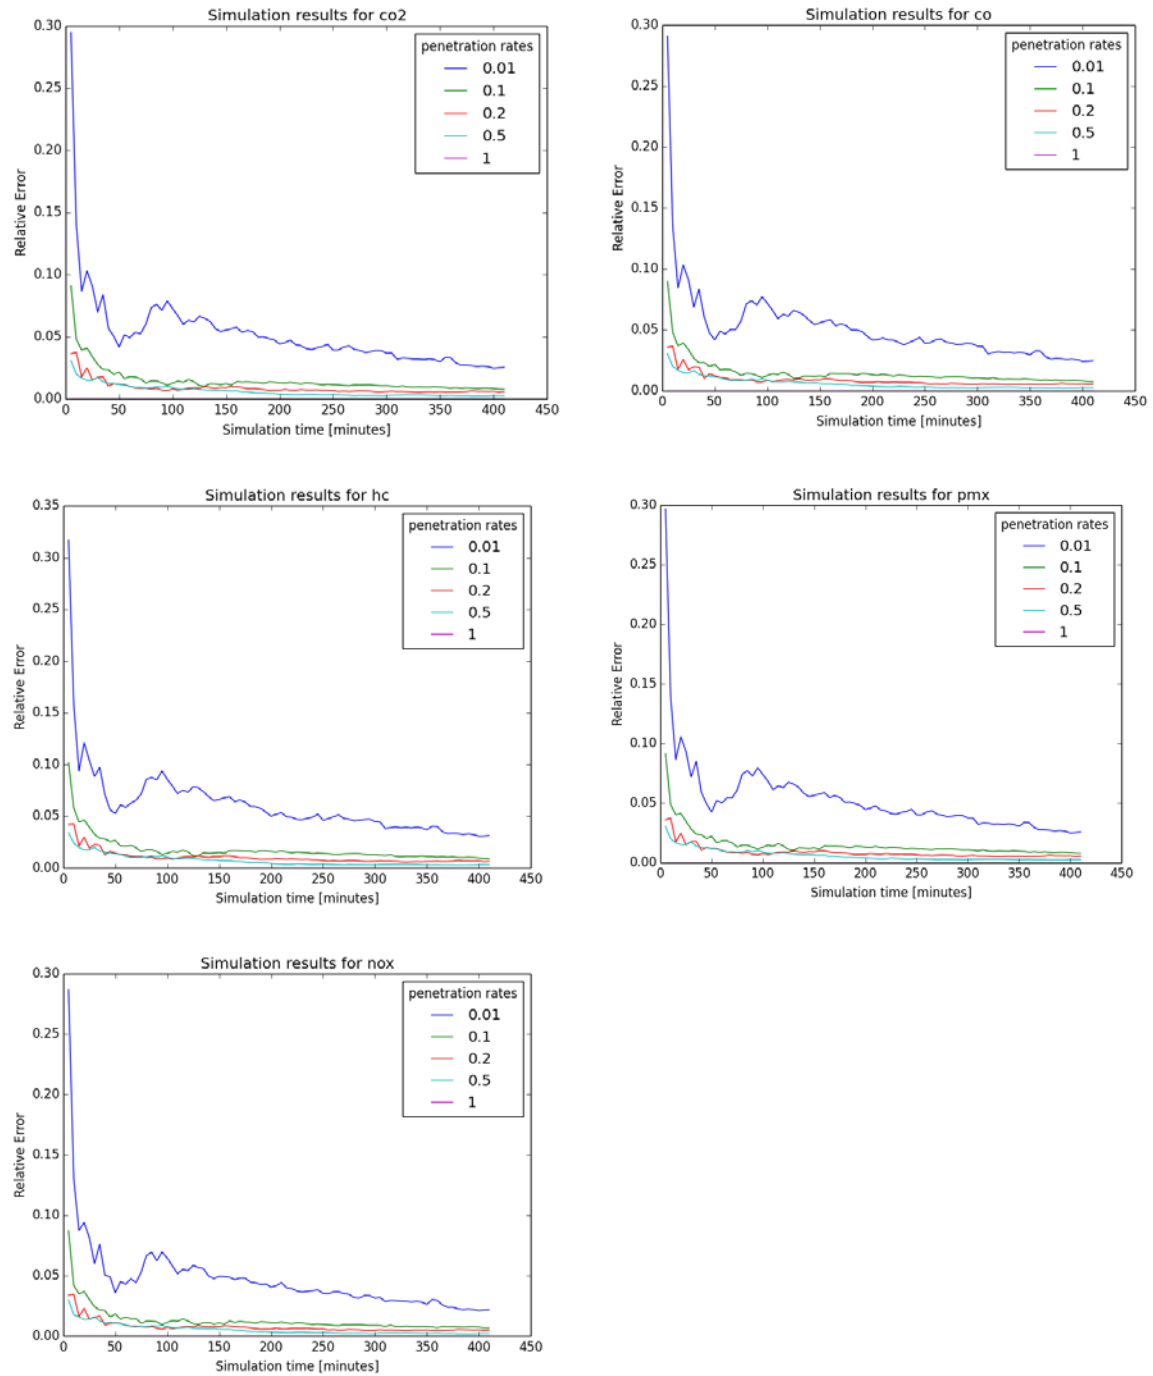 Simulation results for co2
0.30
0.25
0.20
0.15
0.10
0.05
0.00
Relative Error
penetration rates
0.01
0.1
0.2
0.5
1
0 50 100 150 200 250 300 350 400 450
Simulation time [minutes]
Simulation results for co
0.30
0.25
0.20
0.15
0.10
0.05
0.00
Relative Error
penetration rates
0.01
0.1
0.2
0.5
1
0 50 100 150 200 250 300 350 400 450
Simulation time [minutes]
Simulation results for hc
0.35
0.30
0.25
0.20
0.15
0.10
0.05
0.00
Relative Error
penetration rates
0.01
0.1
0.2
0.5
1
0 50 100 150 200 250 300 350 400 450
Simulation time [minutes]
Simulation results for pmx
0.30
0.25
0.20
0.15
0.10
0.05
0.00
Relative Error
penetration rates
0.01
0.1
0.2
0.5
1
0 50 100 150 200 250 300 350 400 450
Simulation time [minutes]
Simulation results for nox
0.30
0.25
0.20
0.15
0.10
0.05
0.00
Relative Error
penetration rates
0.01
0.1
0.2
0.5
1
0 50 100 150 200 250 300 350 400 450
Simulation time [minutes]